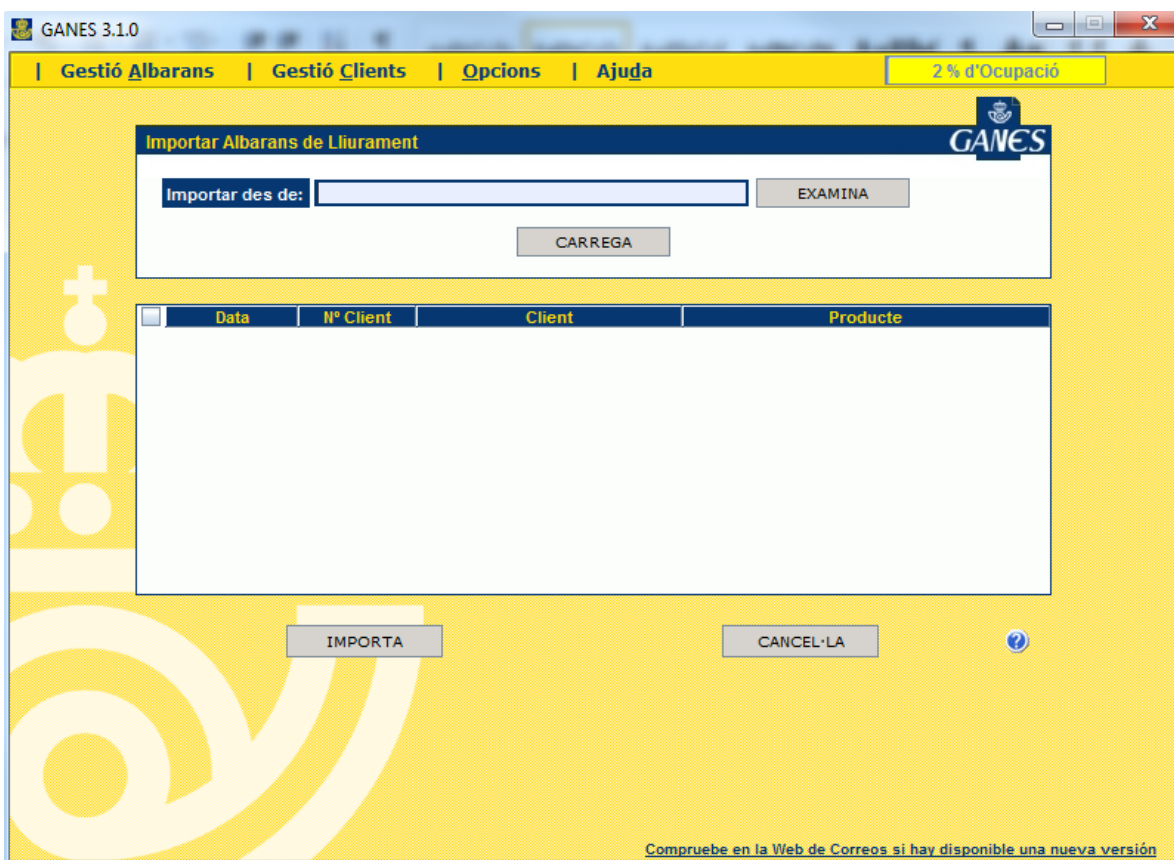 GANES 3.1.0
| Gestió Albarans | Gestió Clients | Opcions | Ajuda 2 % d'Ocupació
Importar Albarans de Lliurament
GANES
Importar des de: EXAMINA
CARREGA
Data Nº Client Client Producte
IMPORTA CANCEL·LA
Compruebe en la Web de Correos si hay disponible una nueva versión